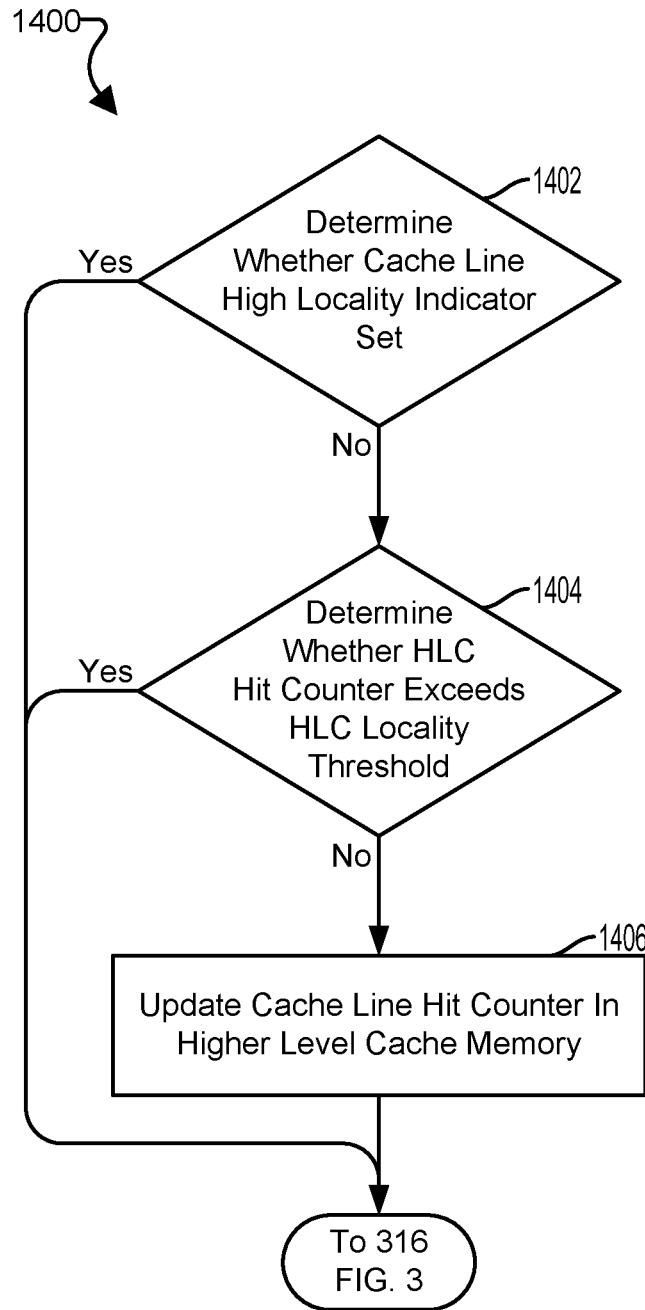 1400
1402
Determine
Whether Cache Line
High Locality Indicator
Set
Yes
No
1404
Determine
Whether HLC
Hit Counter Exceeds
HLC Locality
Threshold
Yes
No
1406
Update Cache Line Hit Counter In
Higher Level Cache Memory
To 316
FIG. 3